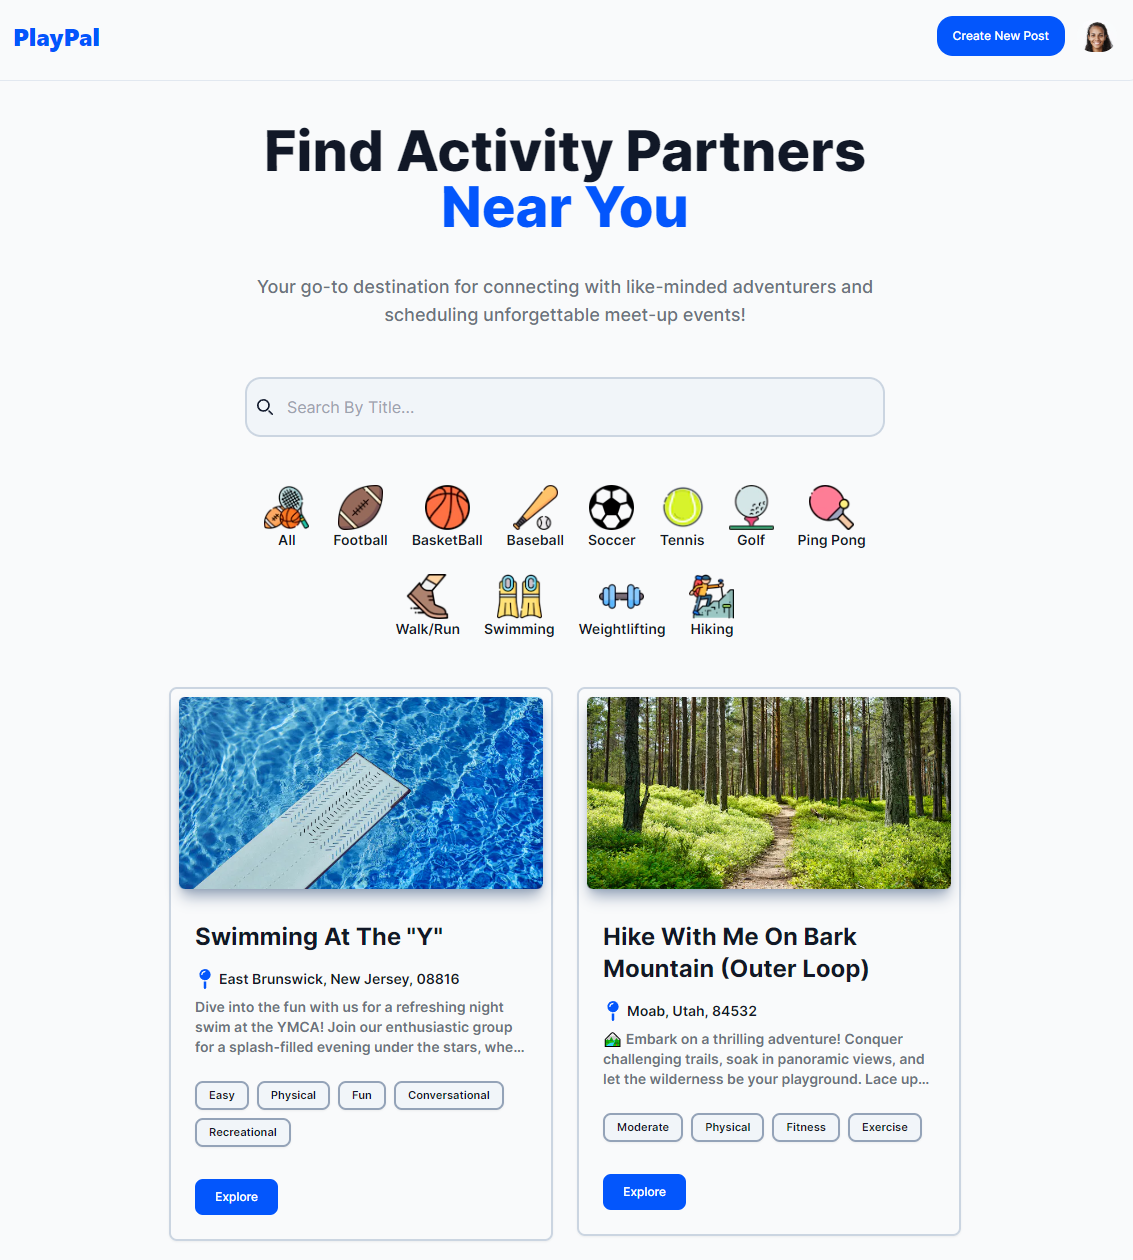 PlayPal
Create New Post
Find Activity Partners
Near You
Your go-to destination for connecting with like-minded adventurers and
scheduling unforgettable meet-up events!
Search By Title...
All Football BasketBall Baseball Soccer Tennis Golf Ping Pong
Walk/Run Swimming Weightlifting Hiking
Swimming At The "Y"
East Brunswick, New Jersey, 08816
Dive into the fun with us for a refreshing night
swim at the YMCA! Join our enthusiastic group
for a splash-filled evening under the stars, whe...
Easy Physical Fun Conversational
Recreational
Explore
Hike With Me On Bark
Mountain (Outer Loop)
Moab, Utah, 84532
🏞️ Embark on a thrilling adventure! Conquer
challenging trails, soak in panoramic views, and
let the wilderness be your playground. Lace up...
Moderate Physical Fitness Exercise
Explore